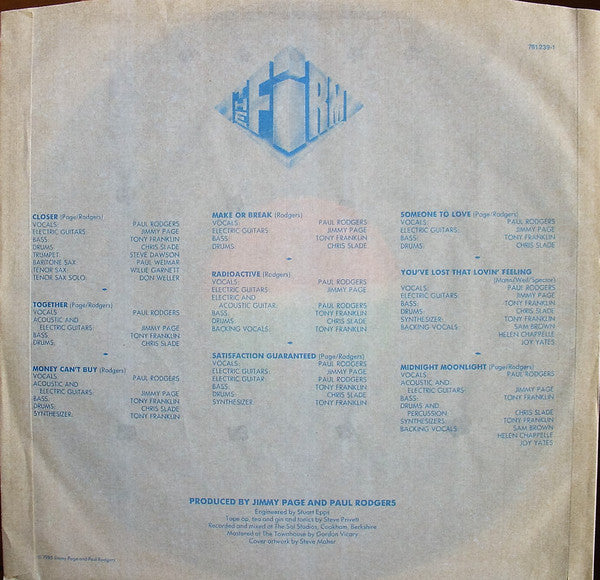 781239-1
THE FIRM
CLOSER (Page/Rodgers)
VOCALS: PAUL RODGERS
ELECTRIC GUITARS: JIMMY PAGE
BASS: TONY FRANKLIN
DRUMS: CHRIS SLADE
TRUMPET: STEVE DAWSON
BARITONE SAX: PAUL WEIMAR
TENOR SAX: WILLIE GARNETT
TENOR SAX SOLO: DON WELLER
TOGETHER (Page/Rodgers)
VOCALS: PAUL RODGERS
ACOUSTIC AND
ELECTRIC GUITARS: JIMMY PAGE
BASS: TONY FRANKLIN
DRUMS: CHRIS SLADE
MONEY CAN'T BUY (Rodgers)
VOCALS: PAUL RODGERS
ACOUSTIC AND
ELECTRIC GUITARS: JIMMY PAGE
BASS: TONY FRANKLIN
DRUMS: CHRIS SLADE
SYNTHESIZER: TONY FRANKLIN
MAKE OR BREAK (Rodgers)
VOCALS: PAUL RODGERS
ELECTRIC GUITARS: JIMMY PAGE
BASS: TONY FRANKLIN
DRUMS: CHRIS SLADE
RADIOACTIVE (Rodgers)
VOCALS: PAUL RODGERS
ELECTRIC GUITARS: JIMMY PAGE
ELECTRIC AND
ACOUSTIC GUITAR: PAUL RODGERS
BASS: TONY FRANKLIN
DRUMS: CHRIS SLADE
BACKING VOCALS: PAUL RODGERS
SATISFACTION GUARANTEED (Page/Rodgers)
VOCALS: PAUL RODGERS
ELECTRIC GUITARS: JIMMY PAGE
ELECTRIC GUITAR: PAUL RODGERS
BASS: TONY FRANKLIN
DRUMS: CHRIS SLADE
SYNTHESIZER: TONY FRANKLIN
SOMEONE TO LOVE (Page/Rodgers)
VOCALS: PAUL RODGERS
ELECTRIC GUITARS: JIMMY PAGE
BASS: TONY FRANKLIN
DRUMS: CHRIS SLADE
YOU'VE LOST THAT LOVIN' FEELING
(Mann/Weil/Spector)
VOCALS: PAUL RODGERS
ELECTRIC GUITARS: JIMMY PAGE
BASS: TONY FRANKLIN
DRUMS: CHRIS SLADE
SYNTHESIZER: TONY FRANKLIN
BACKING VOCALS: SAM BROWN
HELEN CHAPPELLE
JOY YATES
MIDNIGHT MOONLIGHT (Page/Rodgers)
VOCALS: PAUL RODGERS
ACOUSTIC AND
ELECTRIC GUITARS: JIMMY PAGE
BASS: TONY FRANKLIN
DRUMS AND
PERCUSSION: CHRIS SLADE
SYNTHESIZERS: TONY FRANKLIN
BACKING VOCALS: SAM BROWN
HELEN CHAPPELLE
JOY YATES
PRODUCED BY JIMMY PAGE AND PAUL RODGERS
Engineered by Stuart Epps
Tape op, tea and gin and tonics by Steve Privett
Recorded and mixed at The Sol Studios, Cookham, Berkshire
Mastered at The Townhouse by Gordon Vicary
Cover artwork by Steve Maher
© 1985 Jimmy Page and Paul Rodgers